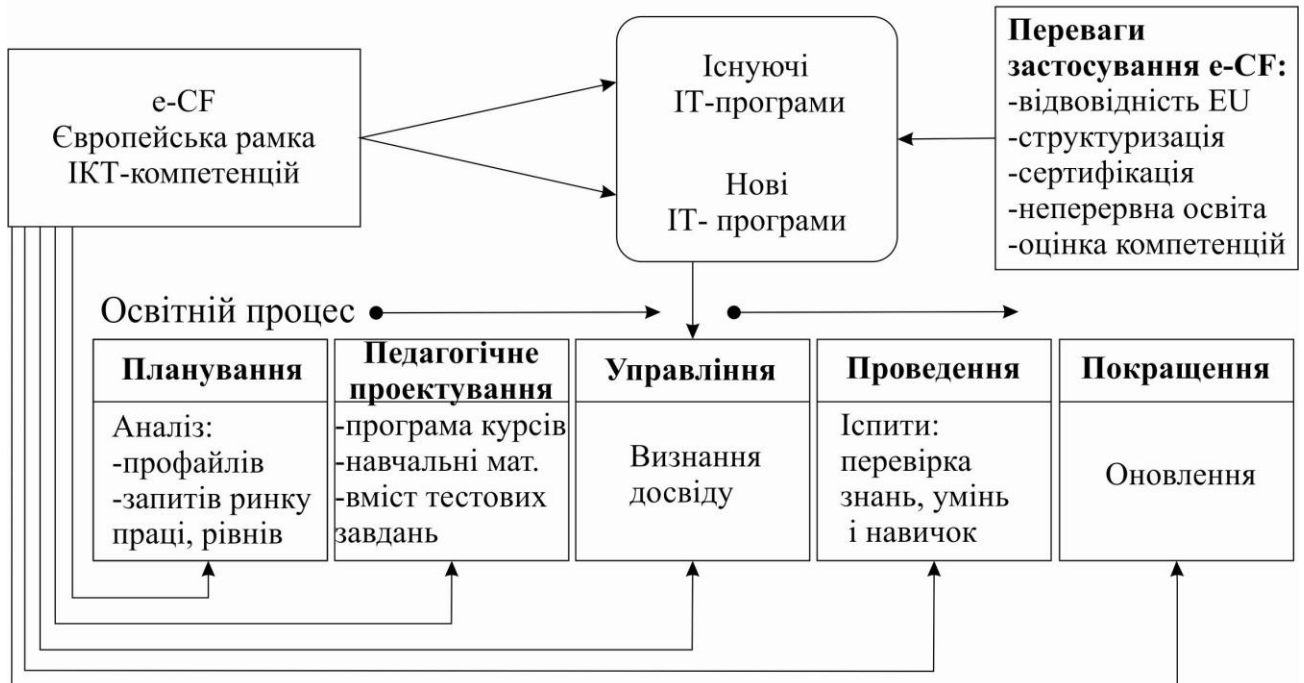 e-CF
Європейська рамка
ІКТ-компетенцій
Існуючі
ІТ-програми
Нові
ІТ- програми
Переваги
застосування e-CF:
-відвовідність EU
-структуризація
-сертифікація
-неперервна освіта
-оцінка компетенцій
Освітній процес
Планування
Аналіз:
-профайлів
-запитів ринку
праці, рівнів
Педагогічне
проектування
-програма курсів
-навчальні мат.
-вміст тестових
завдань
Управління
Визнання
досвіду
Проведення
Іспити:
перевірка
знань, умінь
і навичок
Покращення
Оновлення